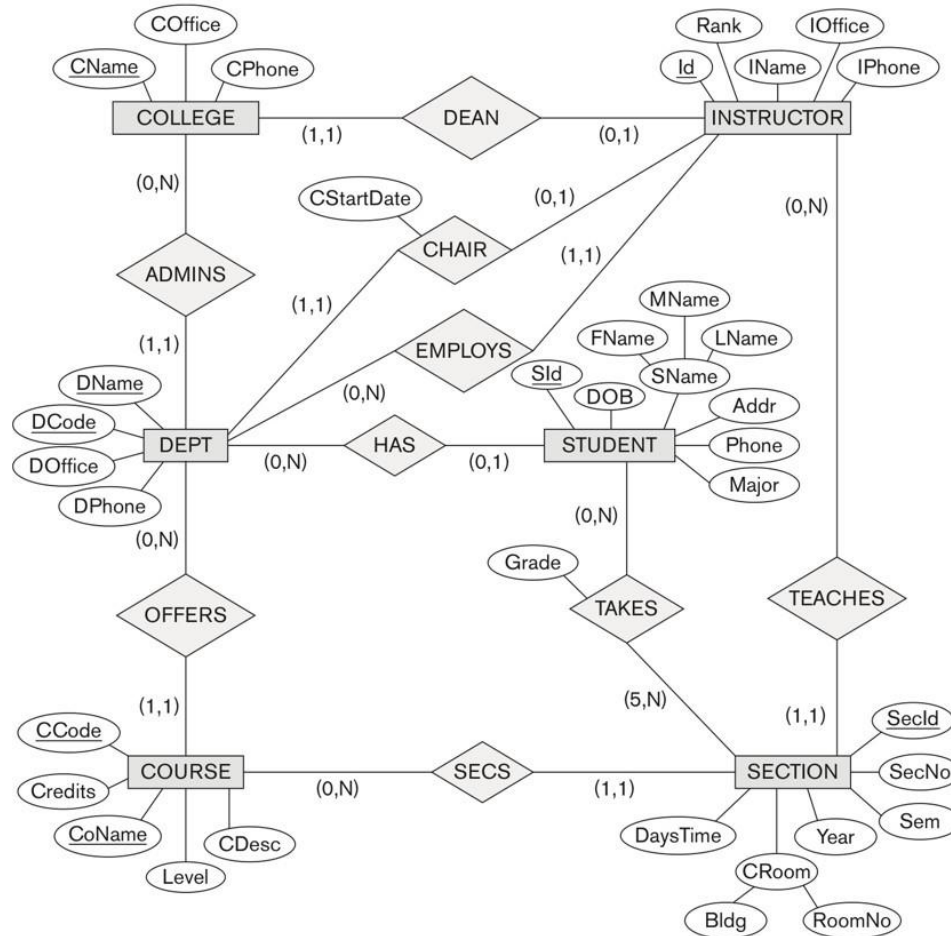 COffice
CName
CPhone
COLLEGE
(1,1)
DEAN
(0,1)
Rank
IOffice
Id
IName
IPhone
INSTRUCTOR
(0,N)
CStartDate
(0,1)
(0,N)
CHAIR
ADMINS
(1,1)
(1,1)
(1,1)
EMPLOYS
(0,N)
MName
FName
LName
SId
DOB
SName
Addr
Phone
Major
DName
DCode
DOffice
DPhone
DEPT
(0,N)
HAS
(0,1)
STUDENT
(0,N)
(0,N)
Grade
OFFERS
TAKES
TEACHES
(1,1)
(5,N)
(1,1)
CCode
Credits
CoName
Level
CDesc
COURSE
(0,N)
SECS
(1,1)
SECTION
SecId
SecNo
Sem
Year
DaysTime
CRoom
Bldg
RoomNo